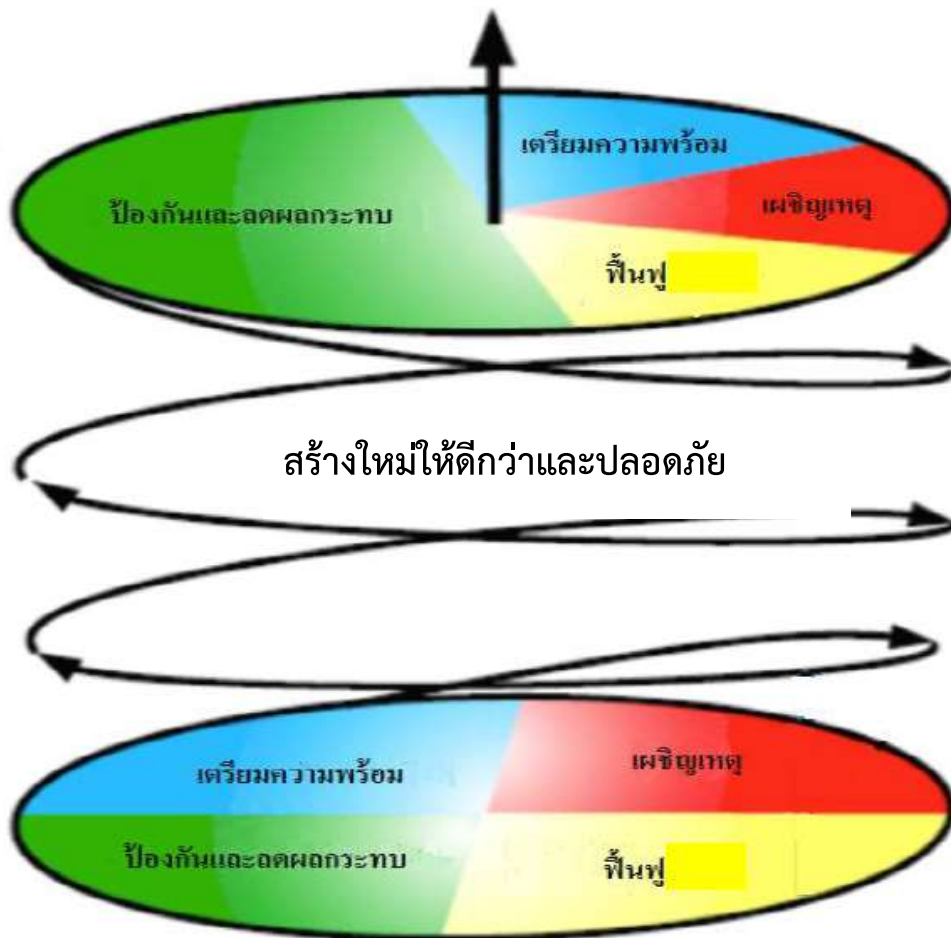 เตรียมความพร้อม
ป้องกันและลดผลกระทบ
เผชิญเหตุ
ฟื้นฟู
สร้างใหม่ให้ดีกว่าและปลอดภัย
เตรียมความพร้อม
เผชิญเหตุ
ป้องกันและลดผลกระทบ
ฟื้นฟู